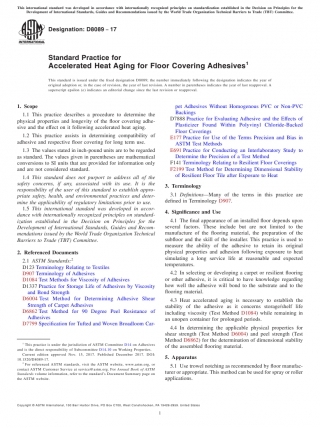 This international standard was developed in accordance with internationally recognized principles on standardization established in the Decision on Principles for the
Development of International Standards, Guides and Recommendations issued by the World Trade Organization Technical Barriers to Trade (TBT) Committee.
Designation: D8089 − 17
INTERNATIONAL
Standard Practice for
Accelerated Heat Aging for Floor Covering Adhesives1
This standard is issued under the fixed designation D8089; the number immediately following the designation indicates the year of
original adoption or, in the case of revision, the year of last revision. A number in parentheses indicates the year of last reapproval. A
superscript epsilon (ε) indicates an editorial change since the last revision or reapproval.
1. Scope
1.1 This practice describes a procedure to determine the
physical properties and longevity of the floor covering adhe-
sive and the effect on it following accelerated heat aging.
1.2 This practice assists in determining compatibility of
adhesive and respective floor covering for long term use.
1.3 The values stated in inch-pound units are to be regarded
as standard. The values given in parentheses are mathematical
conversions to SI units that are provided for information only
and are not considered standard.
1.4 This standard does not purport to address all of the
safety concerns, if any, associated with its use. It is the
responsibility of the user of this standard to establish appro-
priate safety, health, and environmental practices and deter-
mine the applicability of regulatory limitations prior to use.
1.5 This international standard was developed in accor-
dance with internationally recognized principles on standard-
ization established in the Decision on Principles for the
Development of International Standards, Guides and Recom-
mendations issued by the World Trade Organization Technical
Barriers to Trade (TBT) Committee.
2. Referenced Documents
2.1 ASTM Standards:2
D123 Terminology Relating to Textiles
D907 Terminology of Adhesives
D1084 Test Methods for Viscosity of Adhesives
D1337 Practice for Storage Life of Adhesives by Viscosity
and Bond Strength
D6004 Test Method for Determining Adhesive Shear
Strength of Carpet Adhesives
D6862 Test Method for 90 Degree Peel Resistance of
Adhesives
D7799 Specification for Tufted and Woven Broadloom Car-
1 This practice is under the jurisdiction of ASTM Committee D14 on Adhesives
and is the direct responsibility of Subcommittee
Current edition approved Nov. 15, 2017. Published December 2017. DOI:
10.1520/D8089-17.
2 For referenced ASTM standards, visit the ASTM website, www.astm.org, or
contact ASTM Customer Service at service@astm.org. For Annual Book of ASTM
Standards volume information, refer to the standard's Document Summary page on
the ASTM website.
pet Adhesives Without Homogenous PVC or Non-PVC
Backings
D7888 Practice for Evaluating Adhesive and the Effects of
Plasticizer Found Within Polyvinyl Chloride-Backed
Floor Coverings
E177 Practice for Use of the Terms Precision and Bias in
ASTM Test Methods
E691 Practice for Conducting an Interlaboratory Study to
Determine the Precision of a Test Method
F141 Terminology Relating to Resilient Floor Coverings
F2199 Test Method for Determining Dimensional Stability
of Resilient Floor Tile after Exposure to Heat
3. Terminology
3.1 Definitions—Many of the terms in this practice are
defined in Terminology D907.
4. Significance and Use
4.1 The final appearance of an installed floor depends upon
several factors. These include but are not limited to the
manufacture of the flooring material, the preparation of the
subfloor and the skill of the installer. This practice is used to
measure the ability of the adhesive to retain its original
physical properties and adhesion following exposure to heat
simulating a long service life at reasonable and expected
temperatures.
4.2 In selecting or developing a carpet or resilient flooring
or other adhesive, it is critical to have knowledge regarding
how well the adhesive will bond to the substrate and to the
flooring material.
4.3 Heat accelerated aging is necessary to establish the
stability of the adhesive as it concerns storage/shelf life
including viscosity (Test Method D1084) while remaining in
an unopen container for prolonged periods.
4.4 In determining the applicable physical properties for
shear strength (Test Method D6004) and peel strength (Test
Method D6862) for the determination of dimensional stability
of the assembled flooring material.
5. Apparatus
5.1 Use trowel notching as recommended by floor manufac-
turer or appropriate. This method can be used for spray or roller
applications.
Copyright © ASTM International, 100 Barr Harbor Drive, PO Box C700, West Conshohocken, PA 19428-2959. United States
1